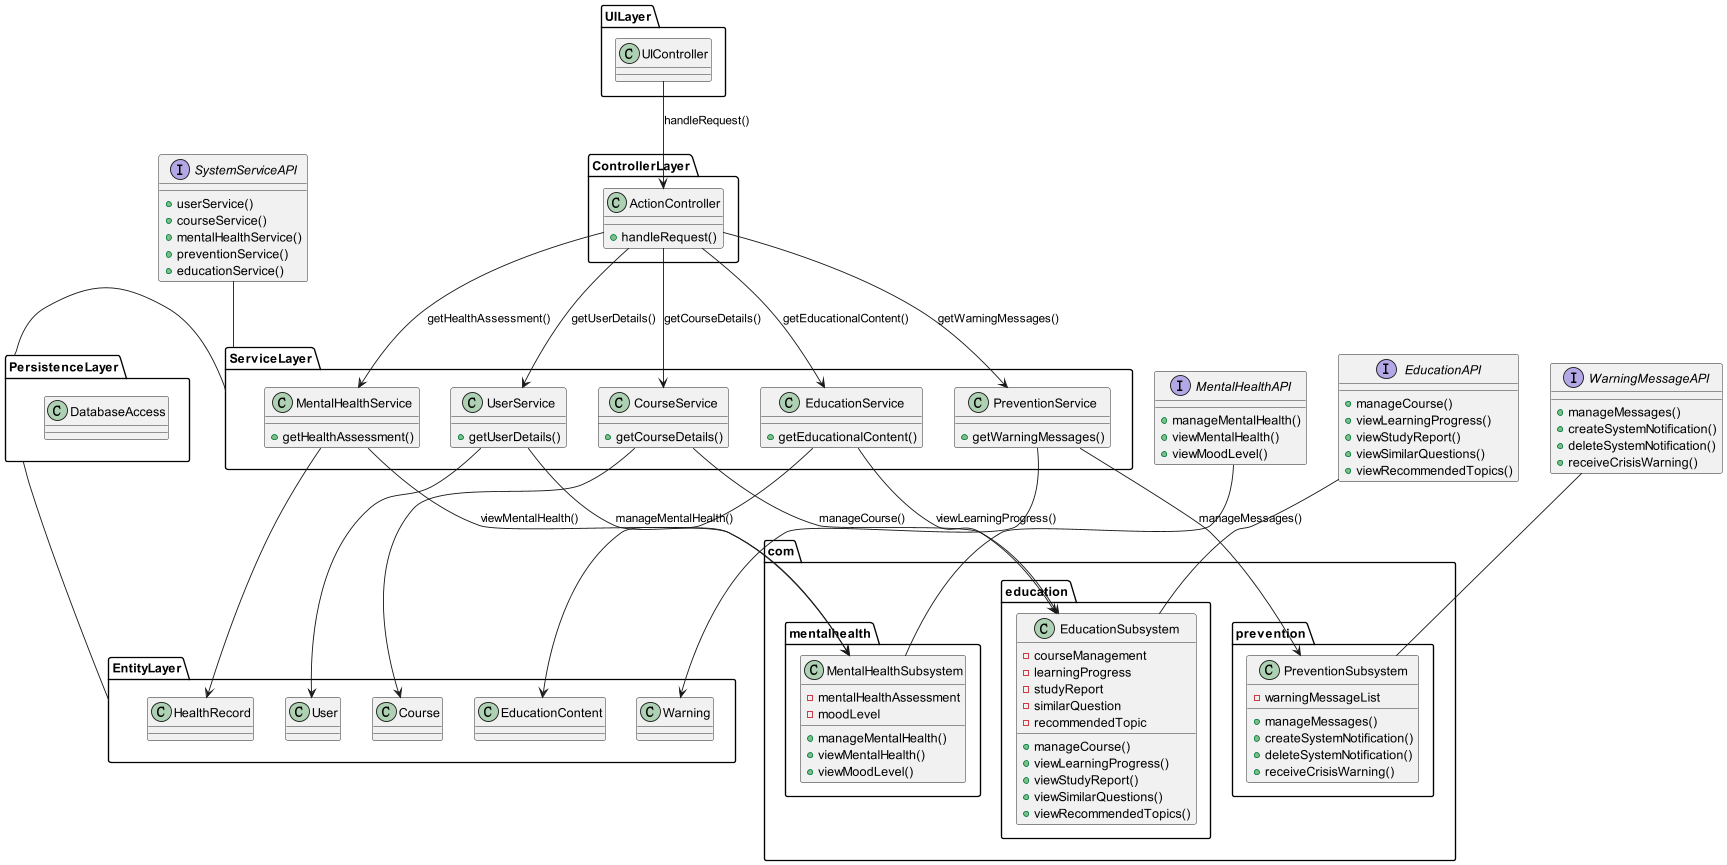 UILayer
C UIController
handleRequest()
ControllerLayer
C ActionController
handleRequest()
I SystemServiceAPI
userService()
courseService()
mentalHealthService()
preventionService()
educationService()
getHealthAssessment()
getUserDetails()
getCourseDetails()
getEducationalContent()
getWarningMessages()
PersistenceLayer
C DatabaseAccess
ServiceLayer
C MentalHealthService
getHealthAssessment()
C UserService
getUserDetails()
C CourseService
getCourseDetails()
C EducationService
getEducationalContent()
C PreventionService
getWarningMessages()
I MentalHealthAPI
manageMentalHealth()
viewMentalHealth()
viewMoodLevel()
I EducationAPI
manageCourse()
viewLearningProgress()
viewStudyReport()
viewSimilarQuestions()
viewRecommendedTopics()
I WarningMessageAPI
manageMessages()
createSystemNotification()
deleteSystemNotification()
receiveCrisisWarning()
viewMentalHealth()
manageMentalHealth()
manageCourse()
viewLearningProgress()
manageMessages()
EntityLayer
C HealthRecord
C User
C Course
C EducationContent
C Warning
com
mentalhealth
C MentalHealthSubsystem
mentalHealthAssessment
moodLevel
manageMentalHealth()
viewMentalHealth()
viewMoodLevel()
education
C EducationSubsystem
courseManagement
learningProgress
studyReport
similarQuestion
recommendedTopic
manageCourse()
viewLearningProgress()
viewStudyReport()
viewSimilarQuestions()
viewRecommendedTopics()
prevention
C PreventionSubsystem
warningMessageList
manageMessages()
createSystemNotification()
deleteSystemNotification()
receiveCrisisWarning()